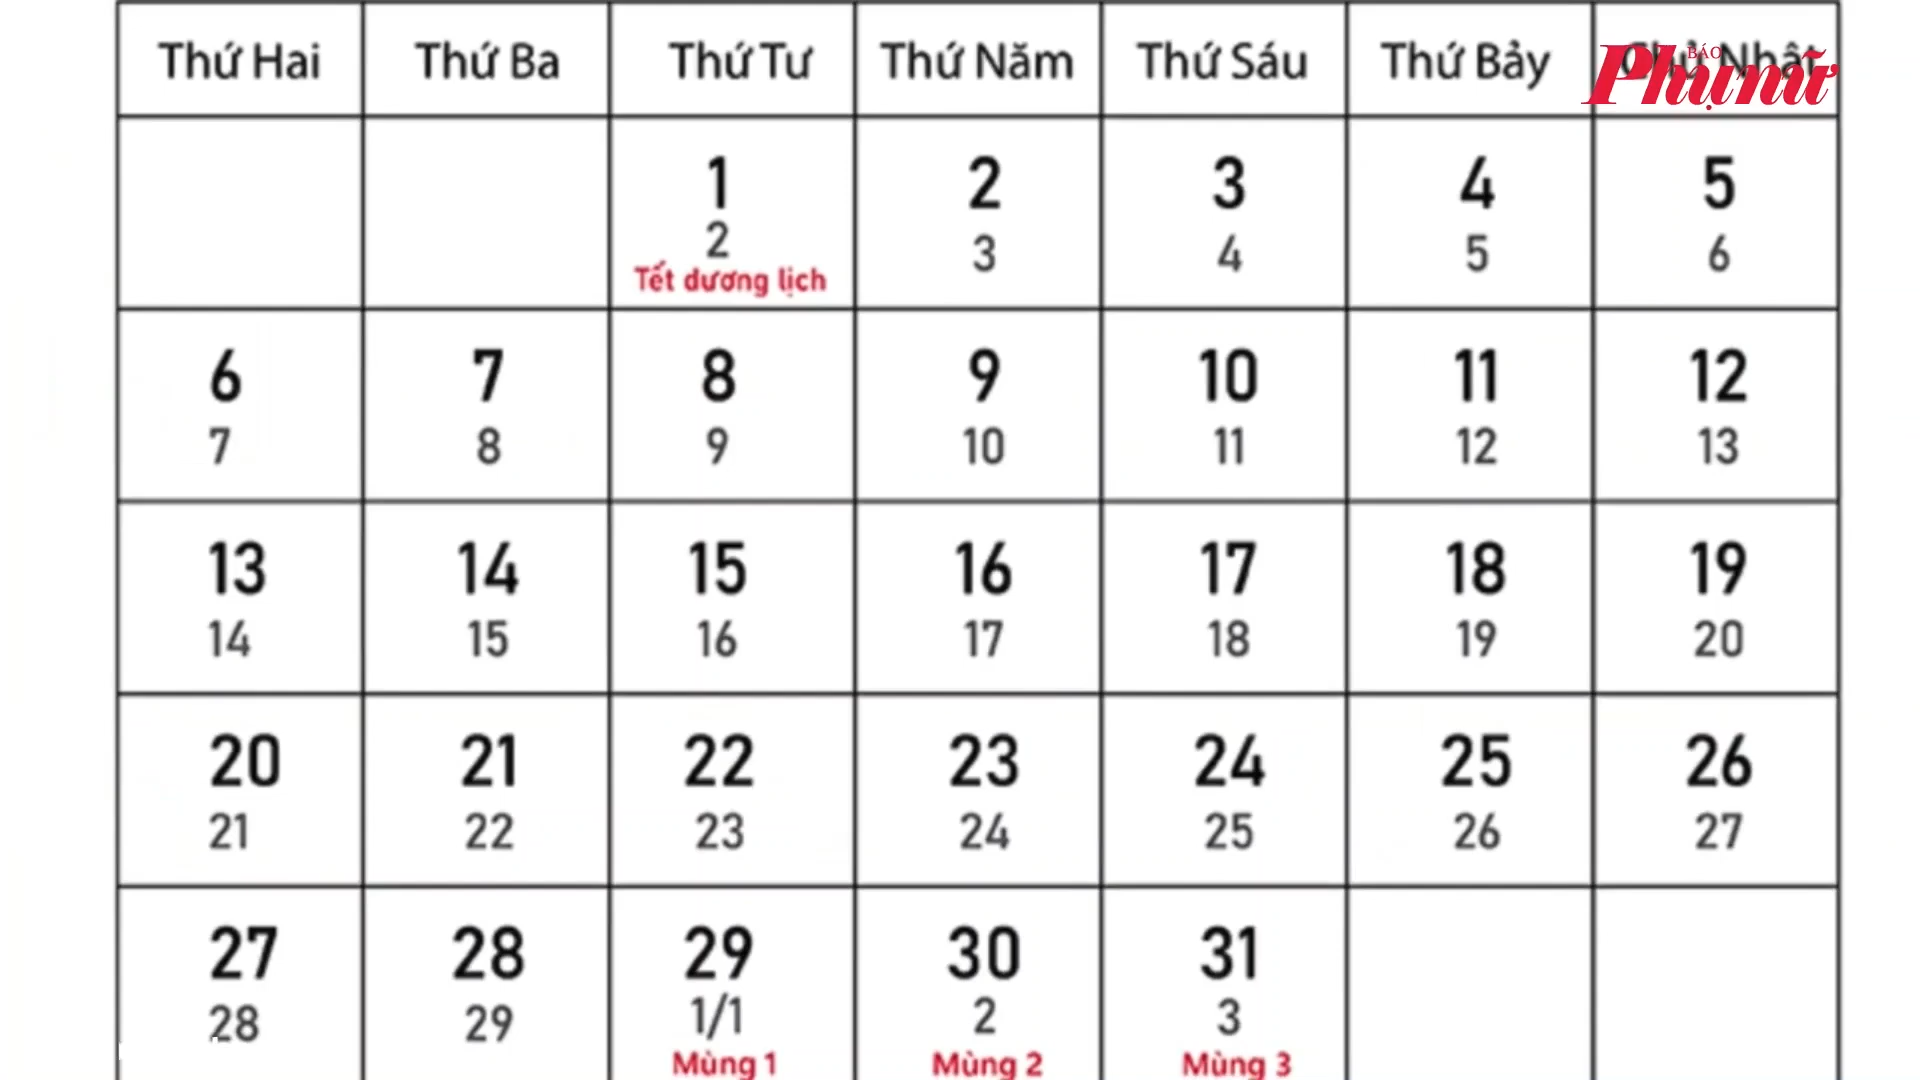 Thứ Hai Thứ Ba Thứ Tư Thứ Năm Thứ Sáu Thứ Bảy Chủ Nhật
BÁO
Phụ nữ
1 2 3 4 5
2 3 4 5 6
Tết dương lịch
6 7 8 9 10 11 12
7 8 9 10 11 12 13
13 14 15 16 17 18 19
14 15 16 17 18 19 20
20 21 22 23 24 25 26
21 22 23 24 25 26 27
27 28 29 30 31
28 29 1/1 2 3
Mùng 1 Mùng 2 Mùng 3